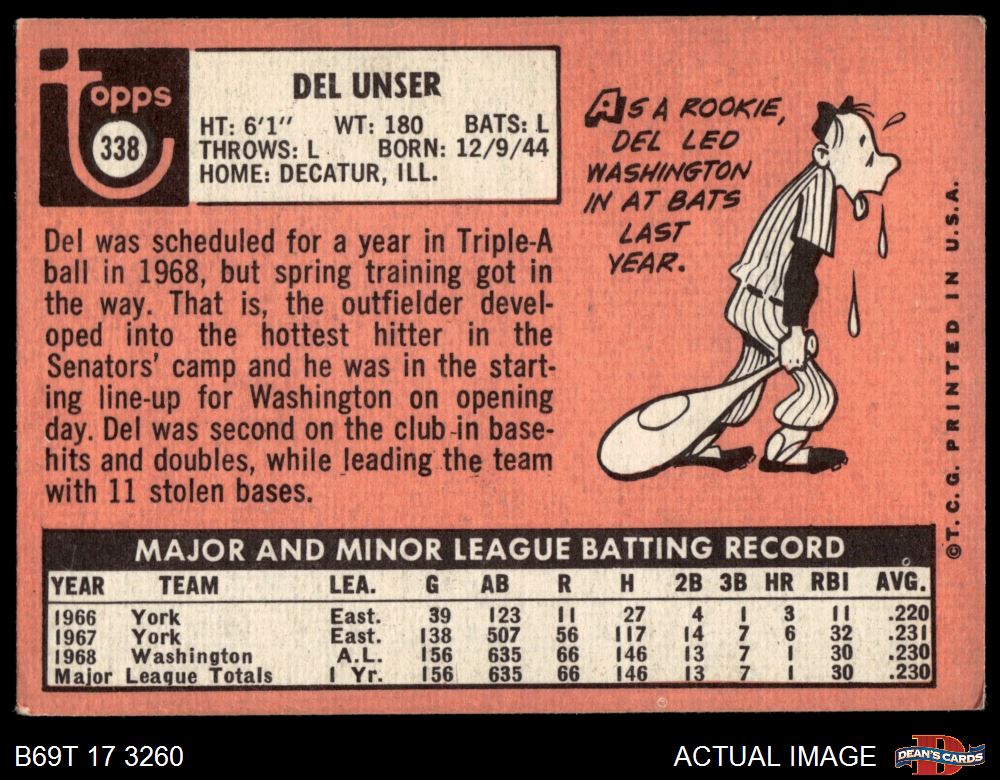 topps
338
DEL UNSER
HT: 6'1" WT: 180 BATS: L
THROWS: L BORN: 12/9/44
HOME: DECATUR, ILL.
Del was scheduled for a year in Triple-A
ball in 1968, but spring training got in
the way. That is, the outfielder devel-
oped into the hottest hitter in the
Senators' camp and he was in the start-
ing line-up for Washington on opening
day. Del was second on the club in base-
hits and doubles, while leading the team
with 11 stolen bases.
AS A ROOKIE,
DEL LED
WASHINGTON
IN AT BATS
LAST
YEAR.
©T.C.G. PRINTED IN U.S.A.
MAJOR AND MINOR LEAGUE BATTING RECORD
YEAR TEAM LEA. G AB R H 2B 3B HR RBI AVG.
1966 York East. 39 123 11 27 4 1 3 11 .220
1967 York East. 138 507 56 117 14 7 6 32 .231
1968 Washington A.L. 156 635 66 146 13 7 1 30 .230
Major League Totals 1 Yr. 156 635 66 146 13 7 1 30 .230
B69T 17 3260
ACTUAL IMAGE
D
DEAN'S CARDS